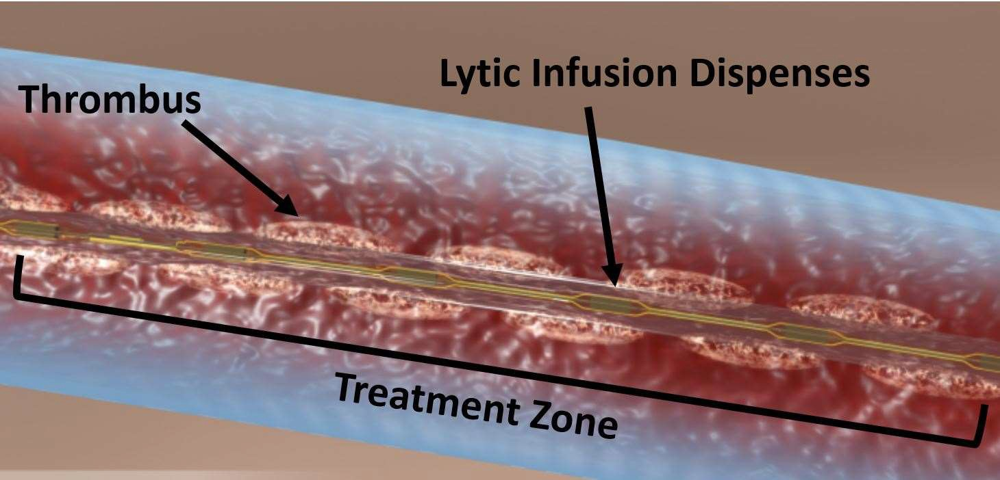 Lytic Infusion Dispenses
Thrombus
Treatment Zone